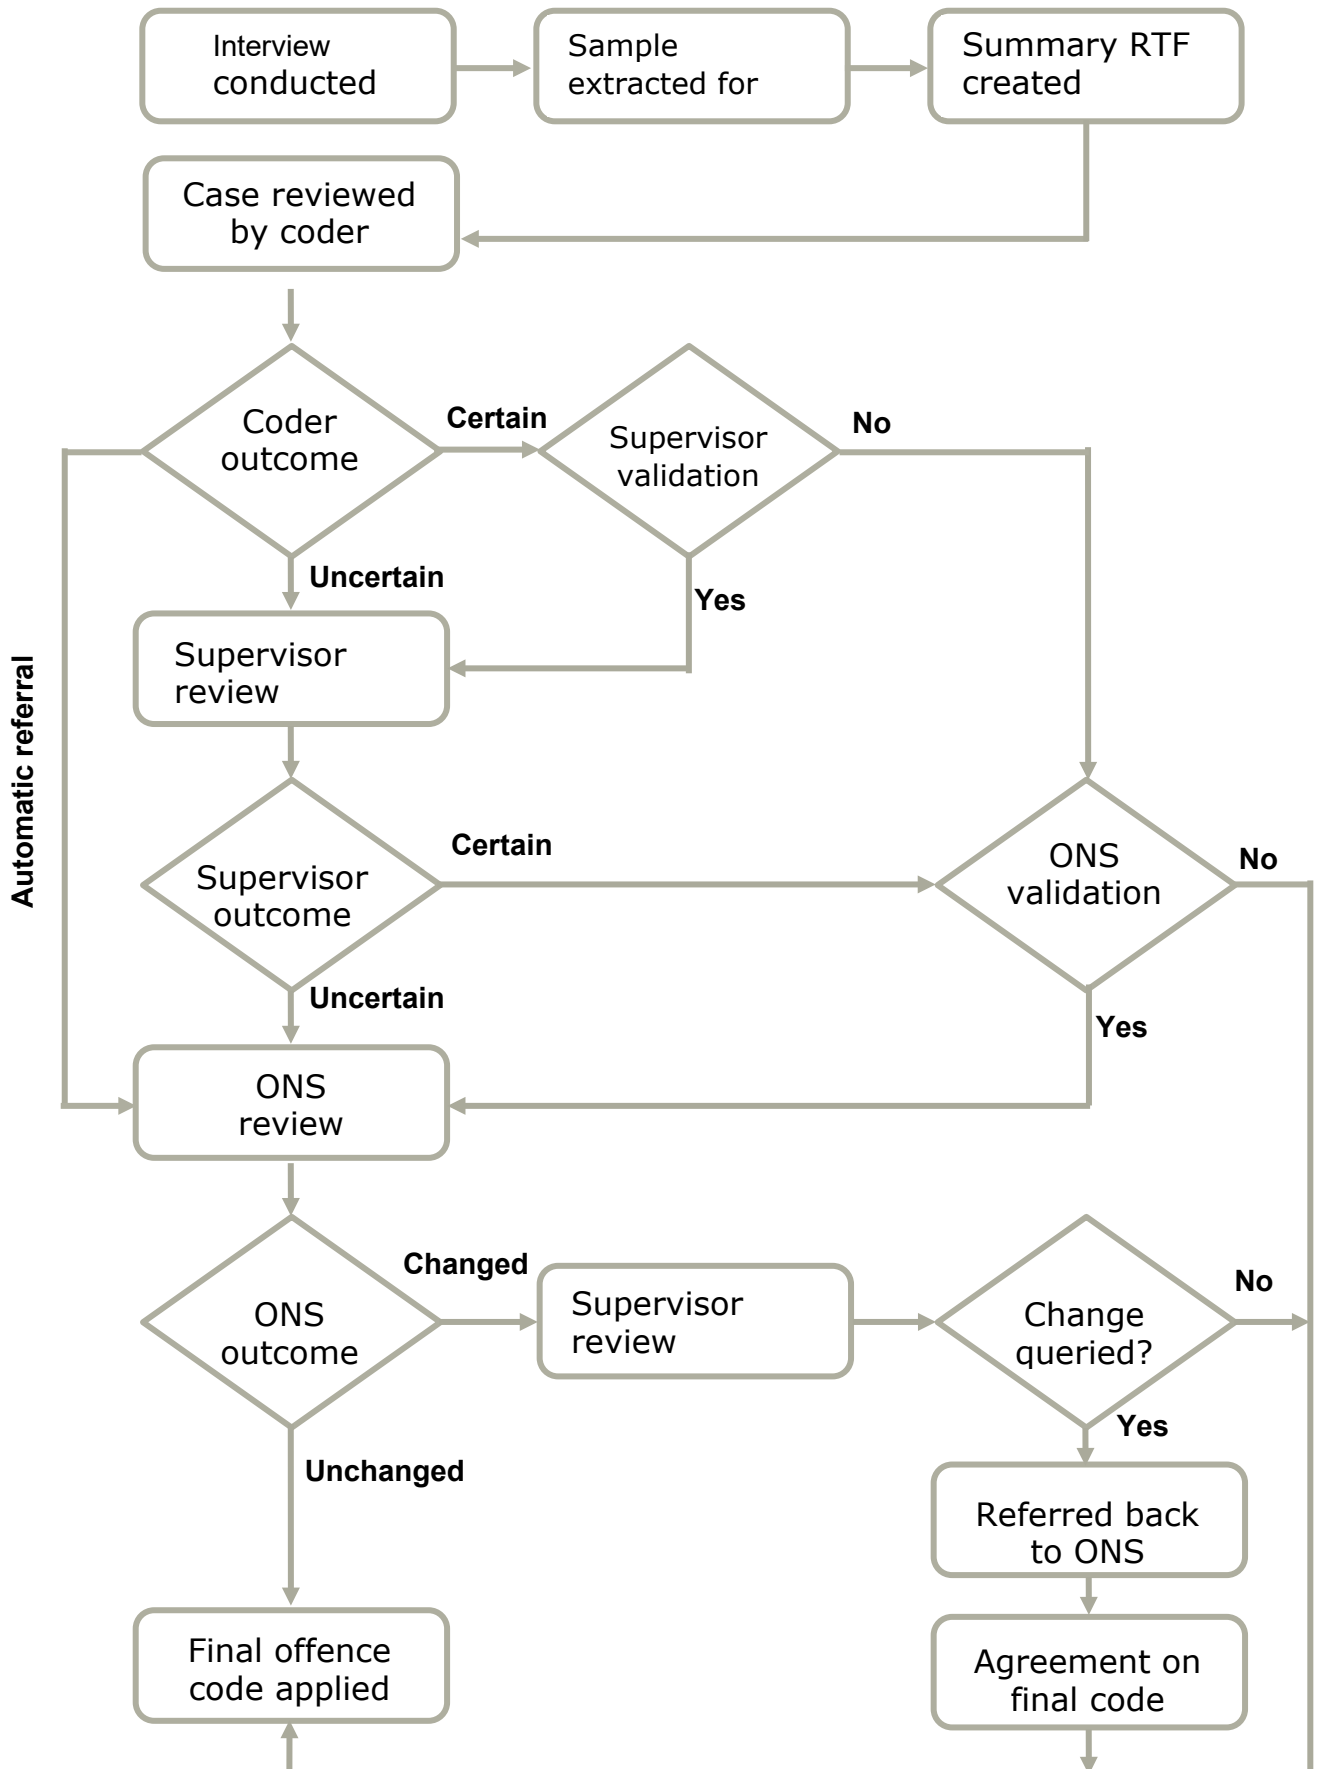 Interview
conducted
Sample
extracted for
Summary RTF
created
Case reviewed
by coder
Coder
outcome
Certain
Supervisor
validation
No
Uncertain
Yes
Supervisor
review
Automatic referral
Supervisor
outcome
Certain
ONS
validation
No
Uncertain
Yes
ONS
review
ONS
outcome
Changed
Supervisor
review
Change
queried?
No
Yes
Unchanged
Referred back
to ONS
Final offence
code applied
Agreement on
final code